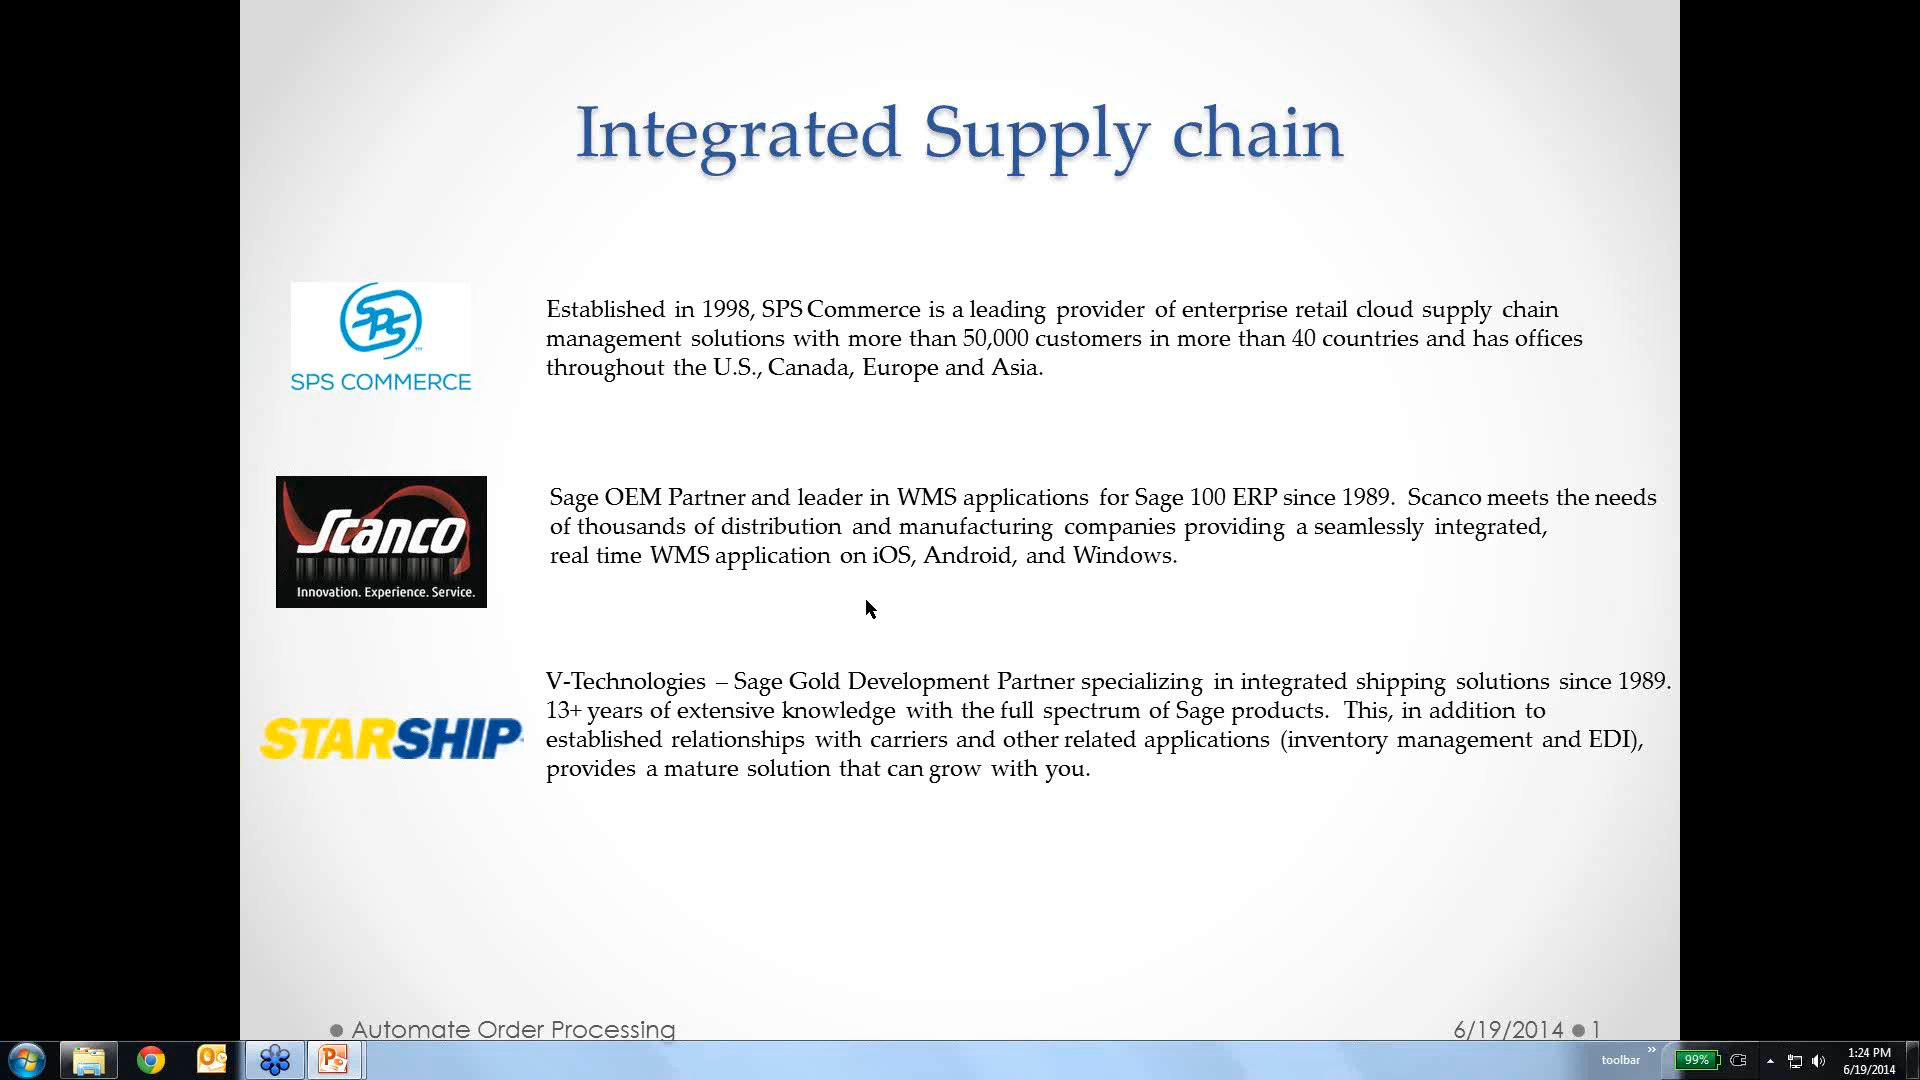 Integrated Supply chain
SPS
SPS COMMERCE
Established in 1998, SPS Commerce is a leading provider of enterprise retail cloud supply chain
management solutions with more than 50,000 customers in more than 40 countries and has offices
throughout the U.S., Canada, Europe and Asia.
Scanco
Innovation. Experience. Service.
Sage OEM Partner and leader in WMS applications for Sage 100 ERP since 1989. Scanco meets the needs
of thousands of distribution and manufacturing companies providing a seamlessly integrated,
real time WMS application on iOS, Android, and Windows.
STARSHIP
V-Technologies – Sage Gold Development Partner specializing in integrated shipping solutions since 1989.
13+ years of extensive knowledge with the full spectrum of Sage products. This, in addition to
established relationships with carriers and other related applications (inventory management and EDI),
provides a mature solution that can grow with you.
Automate Order Processing
6/19/2014 1
toolbar
99%
1:24 PM
6/19/2014